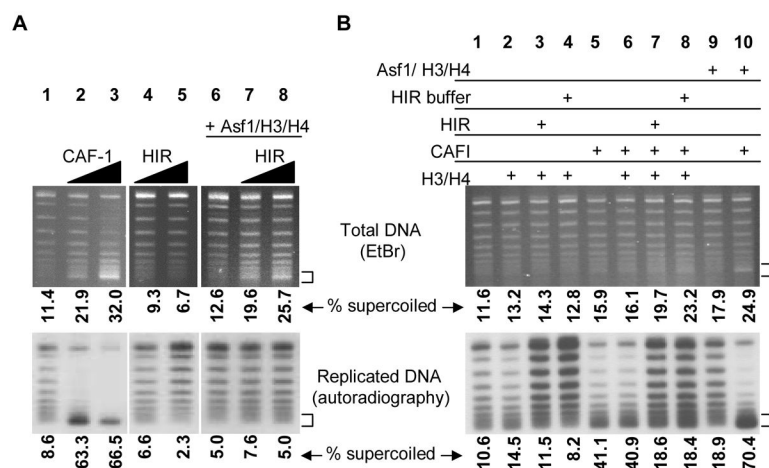 A
B
1 2 3 4 5 6 7 8
+ Asf1/H3/H4
CAF-1 HIR HIR
1 2 3 4 5 6 7 8 9 10
Asf1/ H3/H4 + +
HIR buffer + +
HIR + +
CAFI + + + + +
H3/H4 + + + + + +
Total DNA
(EtBr)
11.4 21.9 32.0 9.3 6.7 12.6 19.6 25.7
% supercoiled
11.6 13.2 14.3 12.8 15.9 16.1 19.7 23.2 17.9 24.9
Replicated DNA
(autoradiography)
8.6 63.3 66.5 6.6 2.3 5.0 7.6 5.0
% supercoiled
10.6 14.5 11.5 8.2 41.1 40.9 18.6 18.4 18.9 70.4